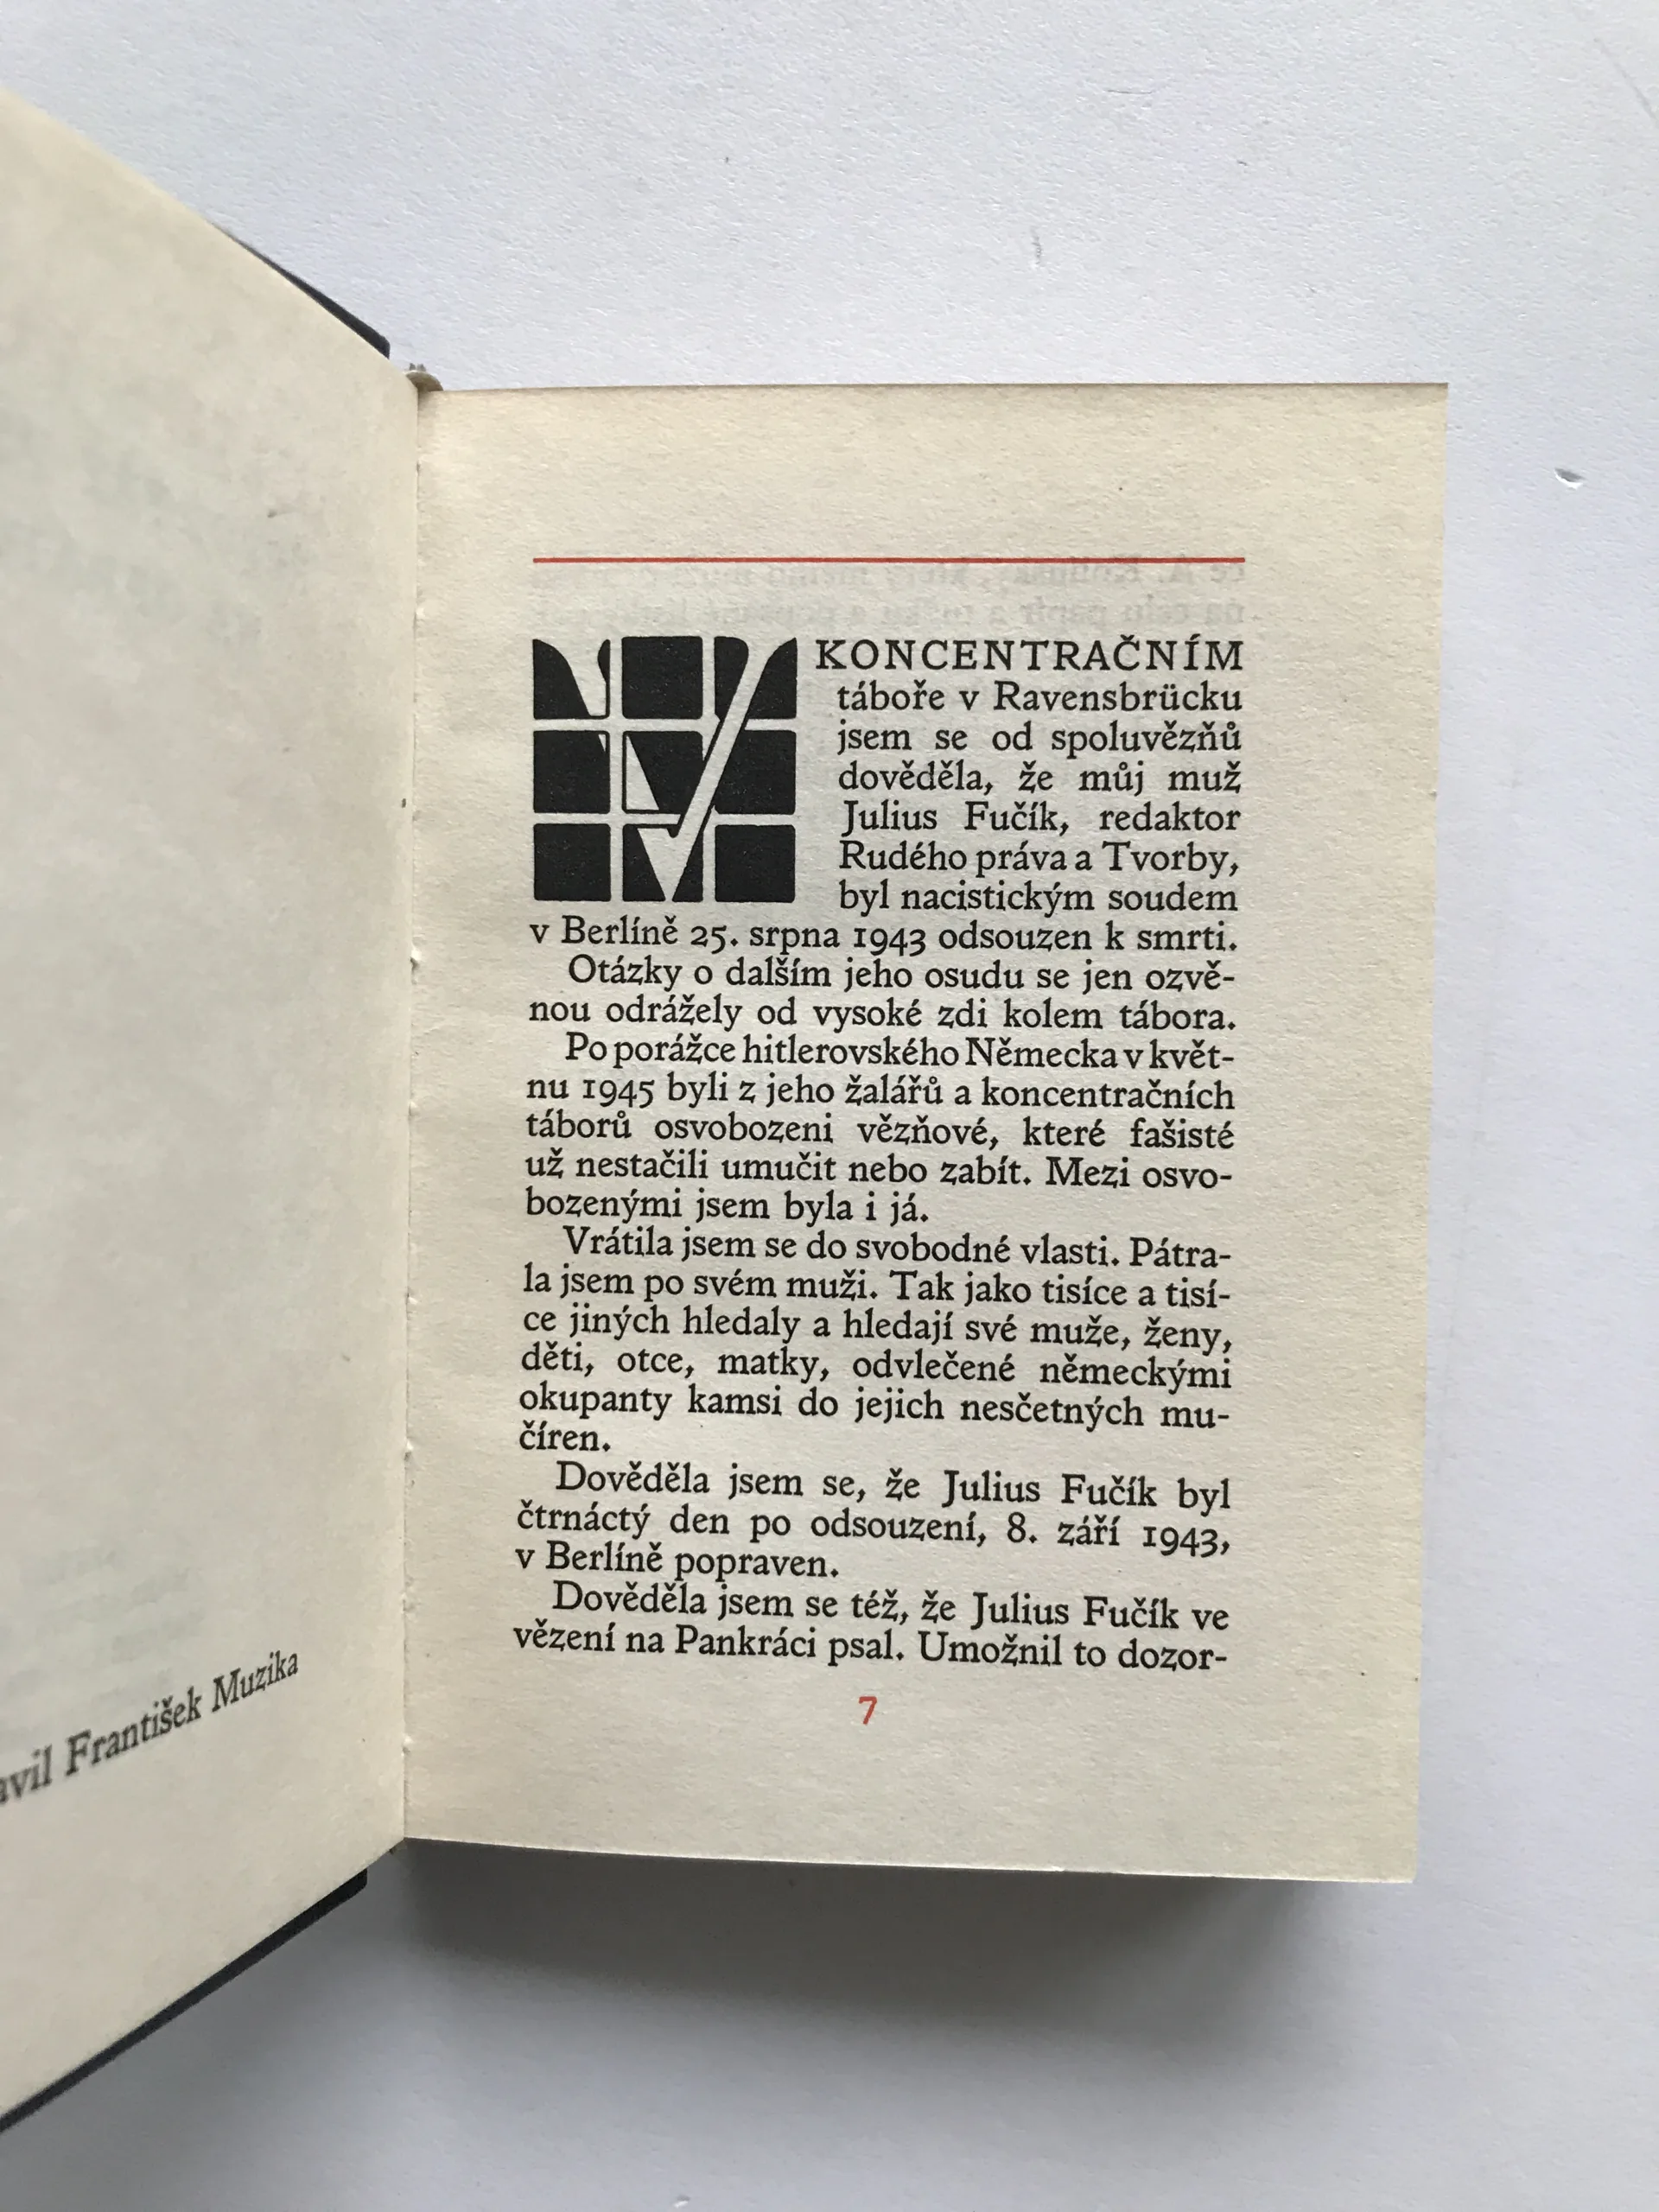 avil František Muzika
V KONCENTRAČNÍM
táboře v Ravensbrücku
jsem se od spoluvězňů
dověděla, že můj muž
Julius Fučík, redaktor
Rudého práva a Tvorby,
byl nacistickým soudem
v Berlíně 25. srpna 1943 odsouzen k smrti.
Otázky o dalším jeho osudu se jen ozvě-
nou odrážely od vysoké zdi kolem tábora.
Po porážce hitlerovského Německa v květ-
nu 1945 byli z jeho žalářů a koncentračních
táborů osvobozeni vězňové, které fašisté
už nestačili umučit nebo zabít. Mezi osvo-
bozenými jsem byla i já.
Vrátila jsem se do svobodné vlasti. Pátra-
la jsem po svém muži. Tak jako tisíce a tisí-
ce jiných hledaly a hledají své muže, ženy,
děti, otce, matky, odvlečené německými
okupanty kamsi do jejich nesčetných mu-
číren.
Dověděla jsem se, že Julius Fučík byl
čtrnáctý den po odsouzení, 8. září 1943,
v Berlíně popraven.
Dověděla jsem se též, že Julius Fučík ve
vězení na Pankráci psal. Umožnil to dozor-
7